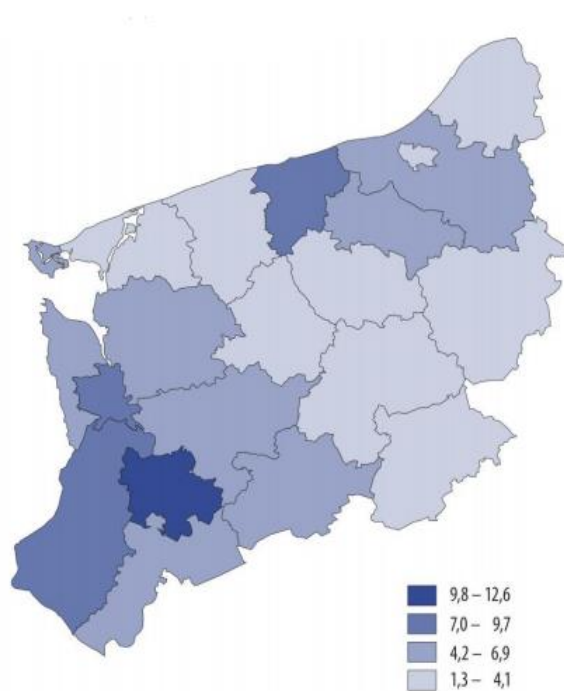 9,8 – 12,6
7,0 – 9,7
4,2 – 6,9
1,3 – 4,1